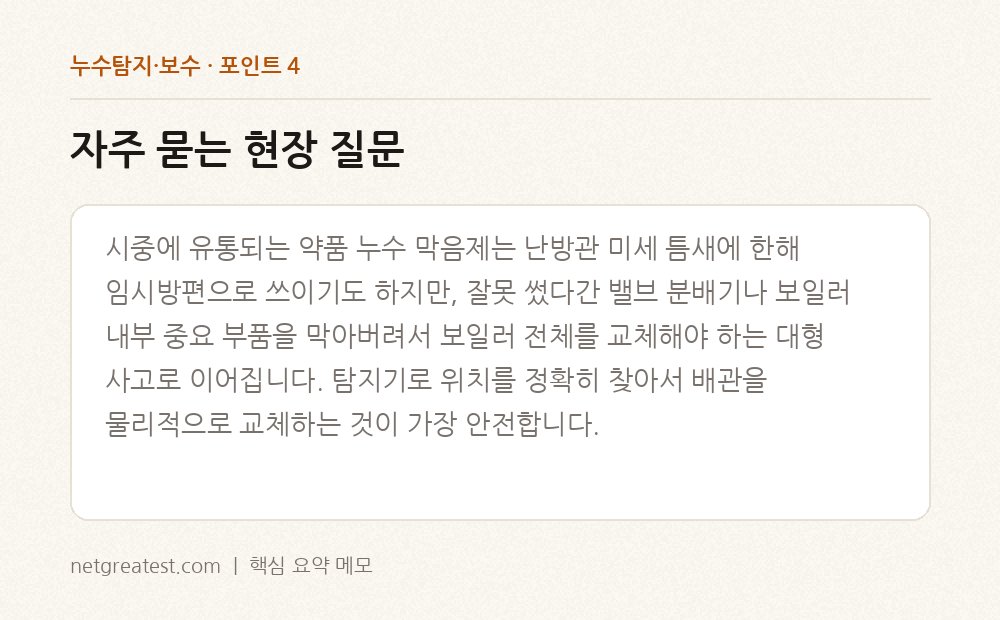 누수탐지·보수 · 포인트 4
자주 묻는 현장 질문
시중에 유통되는 약품 누수 막음제는 난방관 미세 틈새에 한해
임시방편으로 쓰이기도 하지만, 잘못 썼다간 밸브 분배기나 보일러
내부 중요 부품을 막아버려서 보일러 전체를 교체해야 하는 대형
사고로 이어집니다. 탐지기로 위치를 정확히 찾아서 배관을
물리적으로 교체하는 것이 가장 안전합니다.
netgreatest.com | 핵심 요약 메모